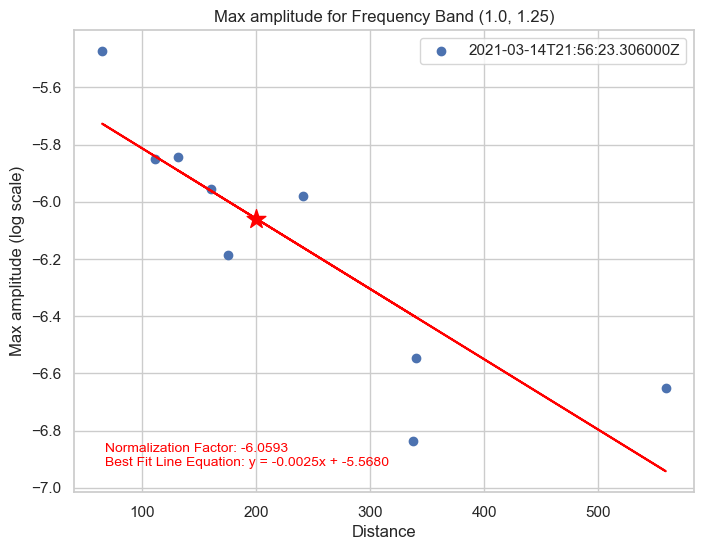 Max amplitude for Frequency Band (1.0, 1.25)
2021-03-14T21:56:23.306000Z
Max amplitude (log scale)
−5.6
−5.8
−6.0
−6.2
−6.4
−6.6
−6.8
−7.0
Normalization Factor: -6.0593
Best Fit Line Equation: y = -0.0025x + -5.5680
100 200 300 400 500
Distance